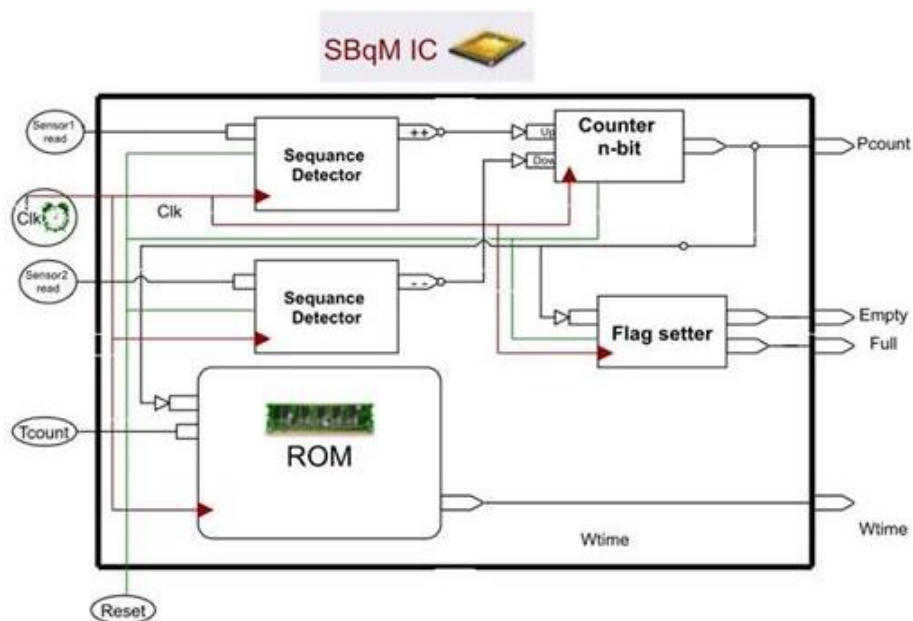 SBqM IC
Sensor1
read
Sequance
Detector
++
Up
Counter
n-bit
Pcount
Clk
Clk
Sensor2
read
Sequance
Detector
--
Flag setter
Empty
Full
Tcount
ROM
Wtime
Wtime
Reset